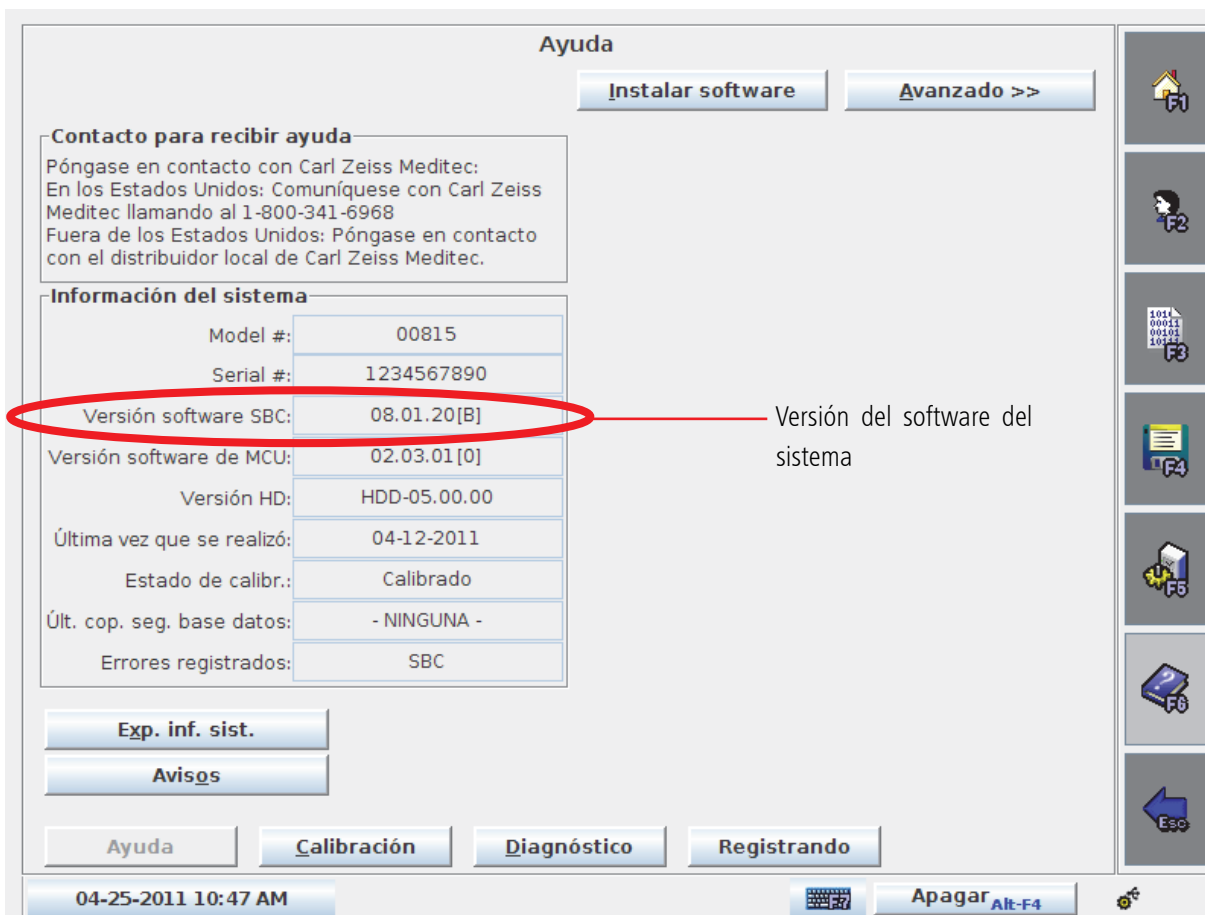 Ayuda
Instalar software
Avanzado >>
Contacto para recibir ayuda
Póngase en contacto con Carl Zeiss Meditec:
En los Estados Unidos: Comuníquese con Carl Zeiss
Meditec llamando al 1-800-341-6968
Fuera de los Estados Unidos: Póngase en contacto
con el distribuidor local de Carl Zeiss Meditec.
Información del sistema
Model #: 00815
Serial #: 1234567890
Versión software SBC: 08.01.20[B]
Versión del software del
sistema
Versión software de MCU: 02.03.01[0]
Versión HD: HDD-05.00.00
Última vez que se realizó: 04-12-2011
Estado de calibr.: Calibrado
Últ. cop. seg. base datos: - NINGUNA -
Errores registrados: SBC
Exp. inf. sist.
Avisos
Ayuda
Calibración
Diagnóstico
Registrando
04-25-2011 10:47 AM
F7
Apagar Alt-F4
F1
F2
1010
00011
00101
10111
F3
F4
F5
?
F6
Esc